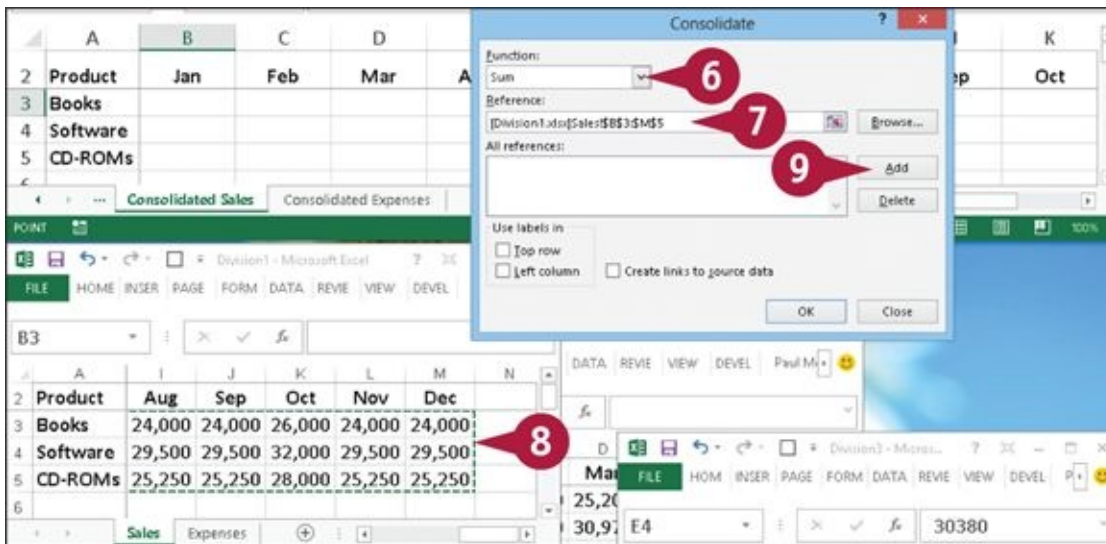 A B C D K
2 Product Jan Feb Mar A ep Oct
3 Books
4 Software
5 CD-ROMs
Consolidated Sales Consolidated Expenses
POINT 100%
Consolidate ? ×
Function:
Sum
6
Reference:
[Division1.xlsx]Sales!$B$3:$M$5
7
Browse...
All references:
9
Add
Delete
Use labels in
Top row
Left column
Create links to source data
OK Close
Division1 - Microsoft Excel ?
FILE HOME INSER PAGE FORM DATA REVIE VIEW DEVEL
B3 fx
A I J K L M N
2 Product Aug Sep Oct Nov Dec
3 Books 24,000 24,000 26,000 24,000 24,000
4 Software 29,500 29,500 32,000 29,500 29,500
5 CD-ROMs 25,250 25,250 28,000 25,250 25,250
6
8
Sales Expenses
DATA REVIE VIEW DEVEL Paul M
fx
D
Mar
25,20
30,97
Division3 - Micros... ?
FILE HOM INSER PAGE FORM DATA REVIE VIEW DEVEL P
E4 fx 30380